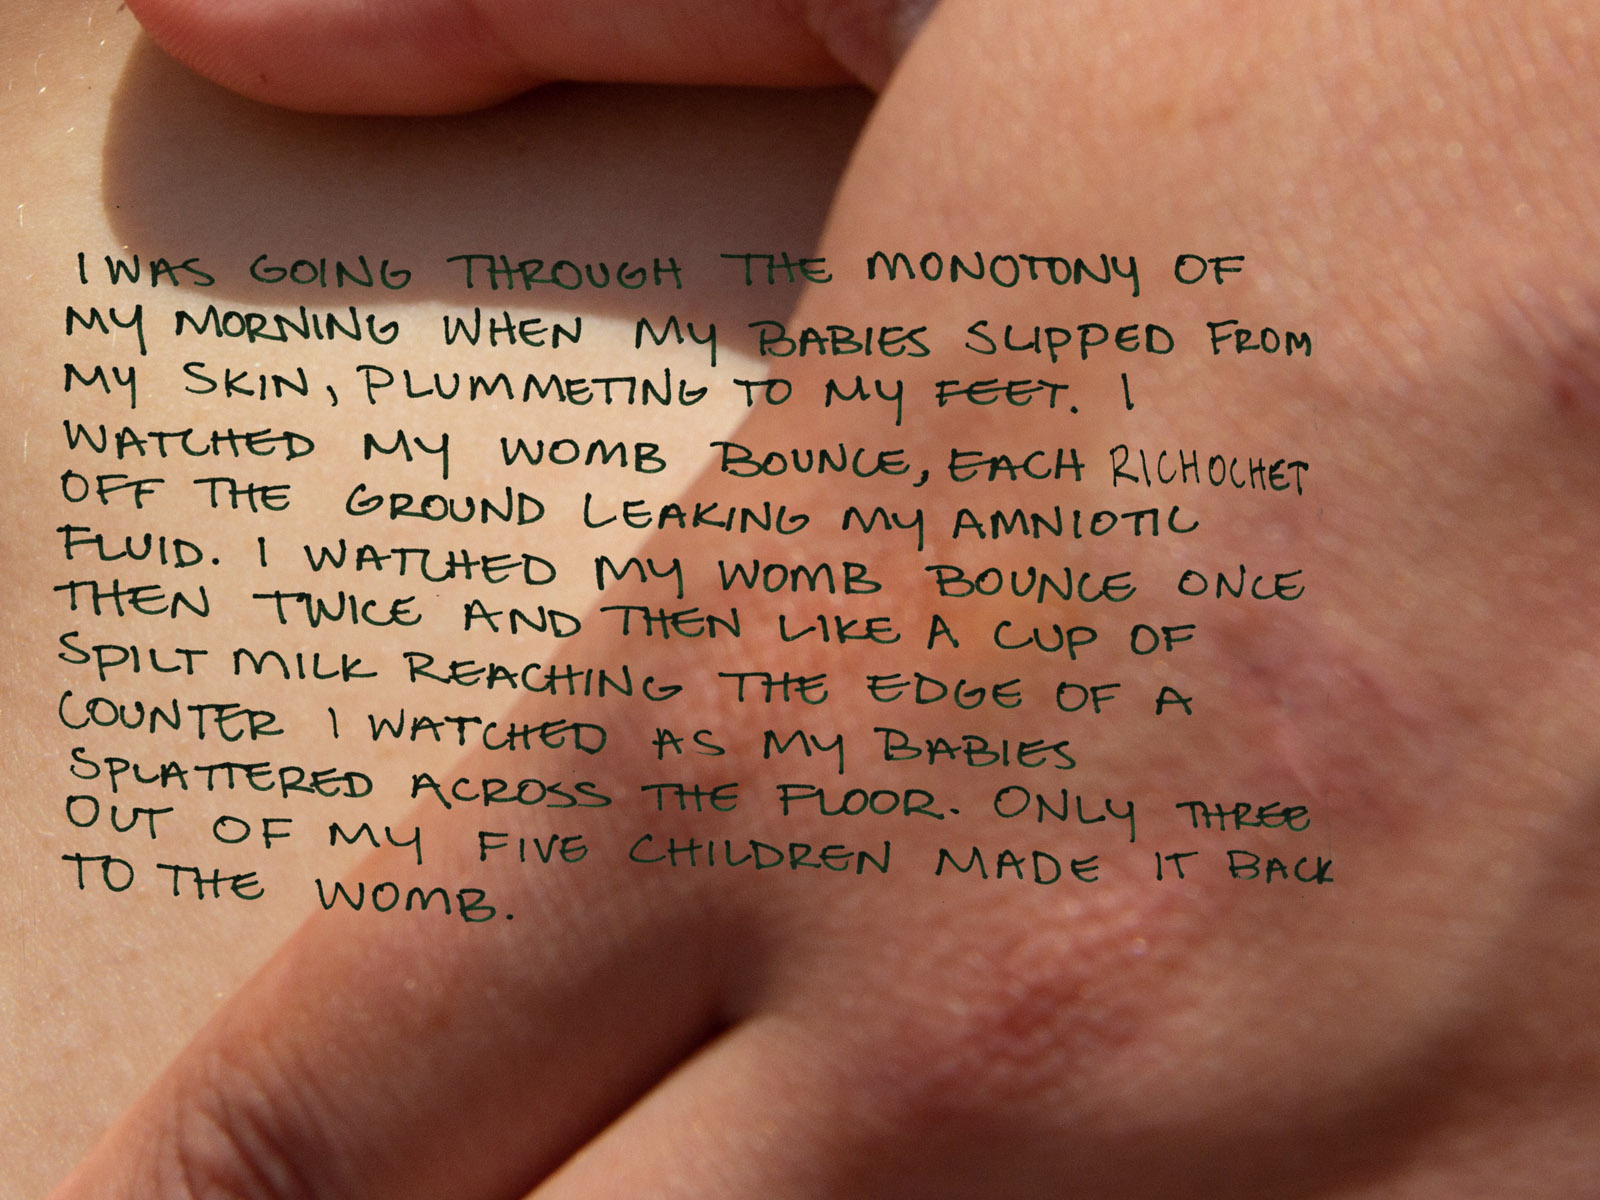 I WAS GOING THROUGH THE MONOTONY OF
MY MORNING WHEN MY BABIES SLIPPED FROM
MY SKIN, PLUMMETING TO MY FEET. I
WATCHED MY WOMB BOUNCE, EACH RICHOCHET
OFF THE GROUND LEAKING MY AMNIOTIC
FLUID. I WATCHED MY WOMB BOUNCE ONCE
THEN TWICE AND THEN LIKE A CUP OF
SPILT MILK REACHING THE EDGE OF A
COUNTER I WATCHED AS MY BABIES
SPLATTERED ACROSS THE FLOOR. ONLY THREE
OUT OF MY FIVE CHILDREN MADE IT BACK
TO THE WOMB.